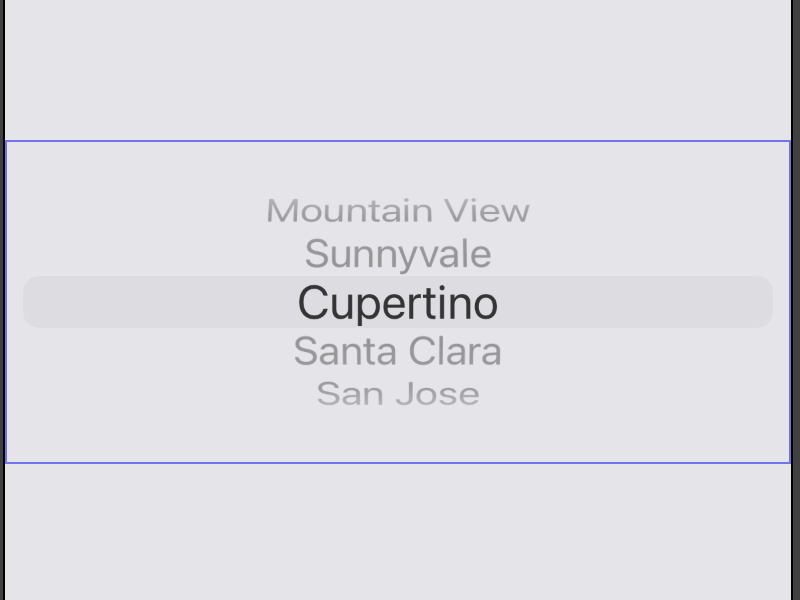 Mountain View
Sunnyvale
Cupertino
Santa Clara
San Jose